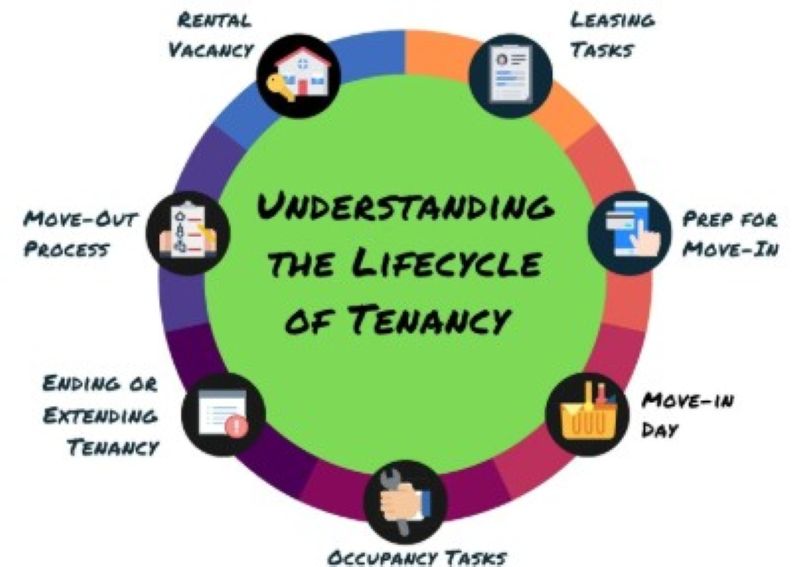 Rental
Vacancy
Leasing
Tasks
Understanding
the Lifecycle
of Tenancy
Move-Out
Process
Prep for
Move-In
Ending or
Extending
Tenancy
Move-in
Day
Occupancy Tasks